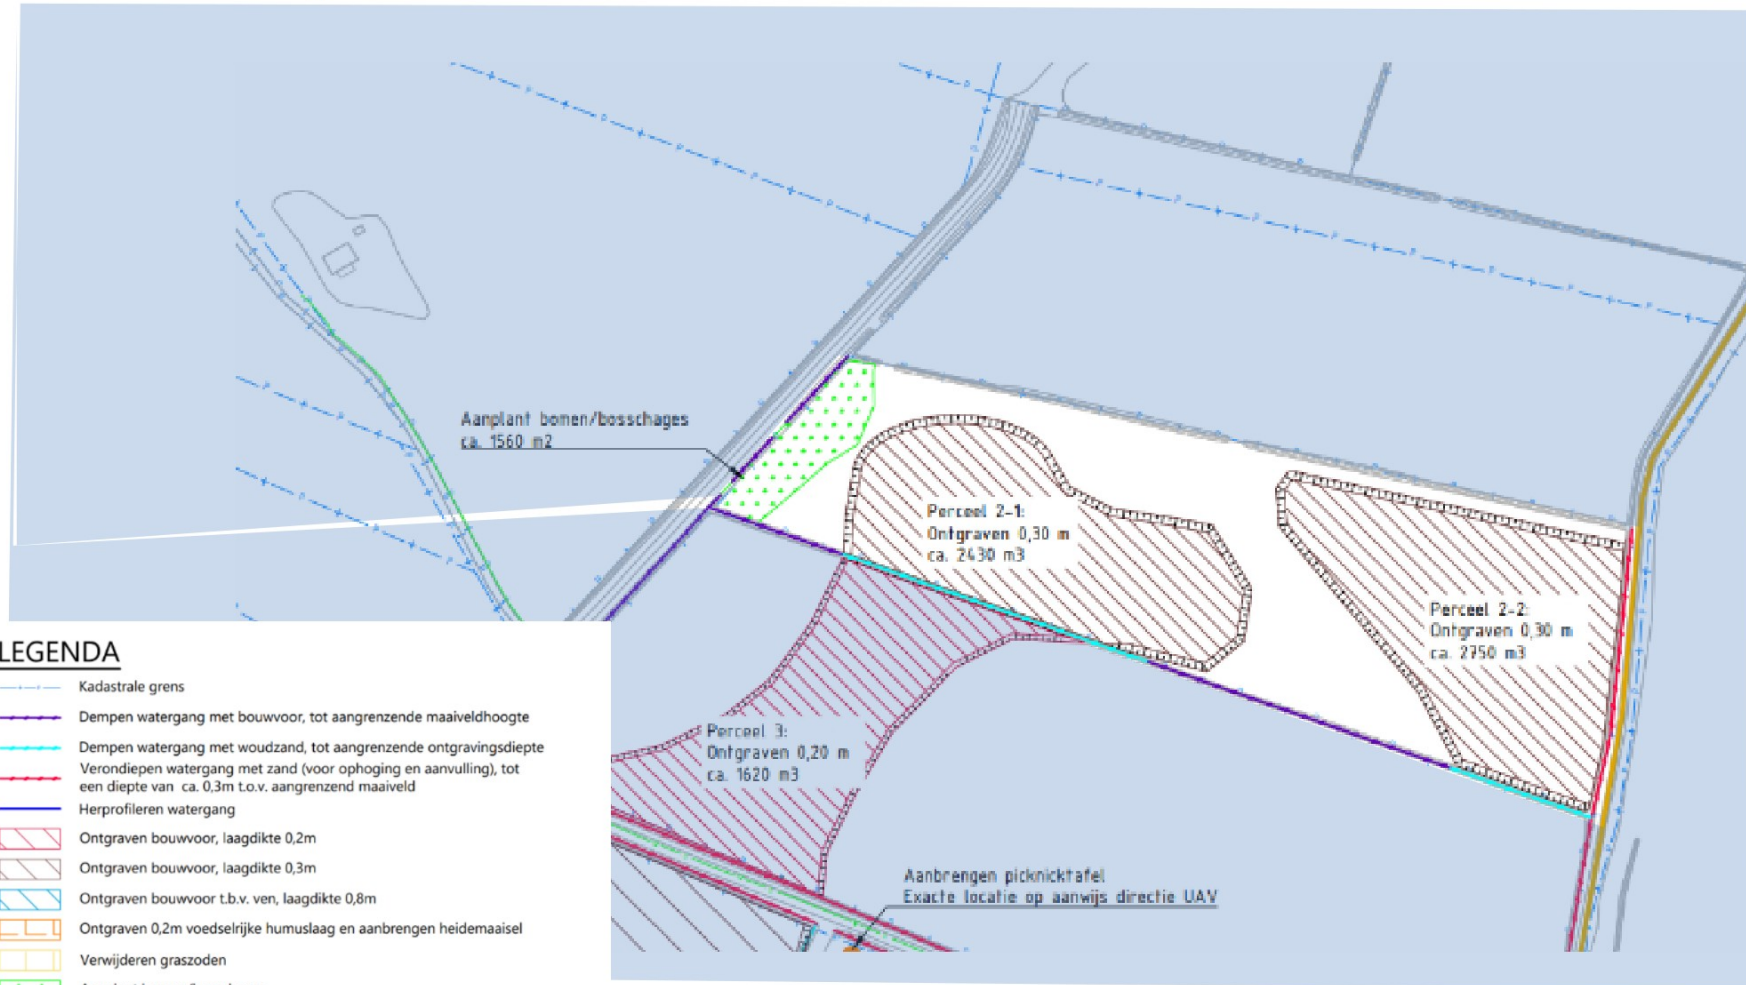 Aanplant bomen/bosschages
ca. 1560 m2
Perceel 2-1:
Ontgraven 0,30 m
ca. 2430 m3
Perceel 2-2:
Ontgraven 0,30 m
ca. 2750 m3
Perceel 3:
Ontgraven 0,20 m
ca. 1620 m3
Aanbrengen picknicktafel
Exacte locatie op aanwijs directie UAV
LEGENDA
Kadastrale grens
Dempen watergang met bouwvoor, tot aangrenzende maaiveldhoogte
Dempen watergang met woudzand, tot aangrenzende ontgravingsdiepte
Verondiepen watergang met zand (voor ophoging en aanvulling), tot
een diepte van ca. 0,3m t.o.v. aangrenzend maaiveld
Herprofileren watergang
Ontgraven bouwvoor, laagdikte 0,2m
Ontgraven bouwvoor, laagdikte 0,3m
Ontgraven bouwvoor t.b.v. ven, laagdikte 0,8m
Ontgraven 0,2m voedselrijke humuslaag en aanbrengen heidemaaisel
Verwijderen graszoden